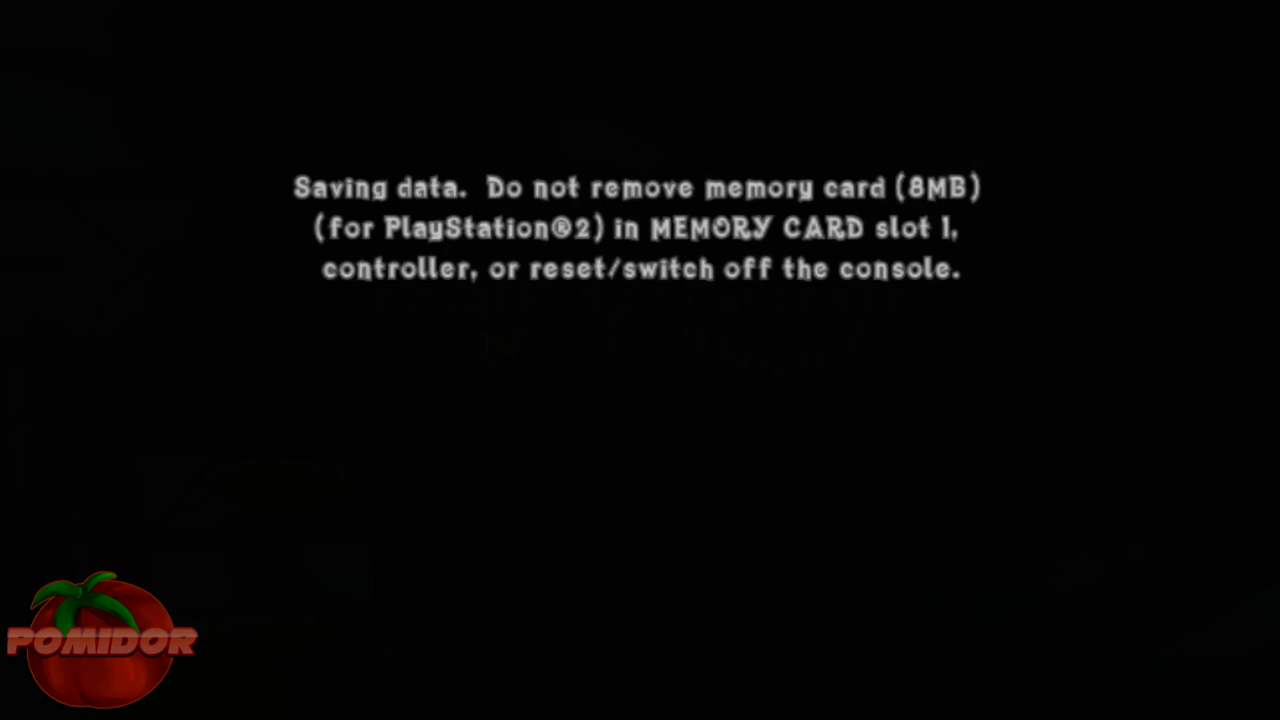 Saving data. Do not remove memory card (8MB)
(for PlayStation®2) in MEMORY CARD slot 1,
controller, or reset/switch off the console.
POMIDOR